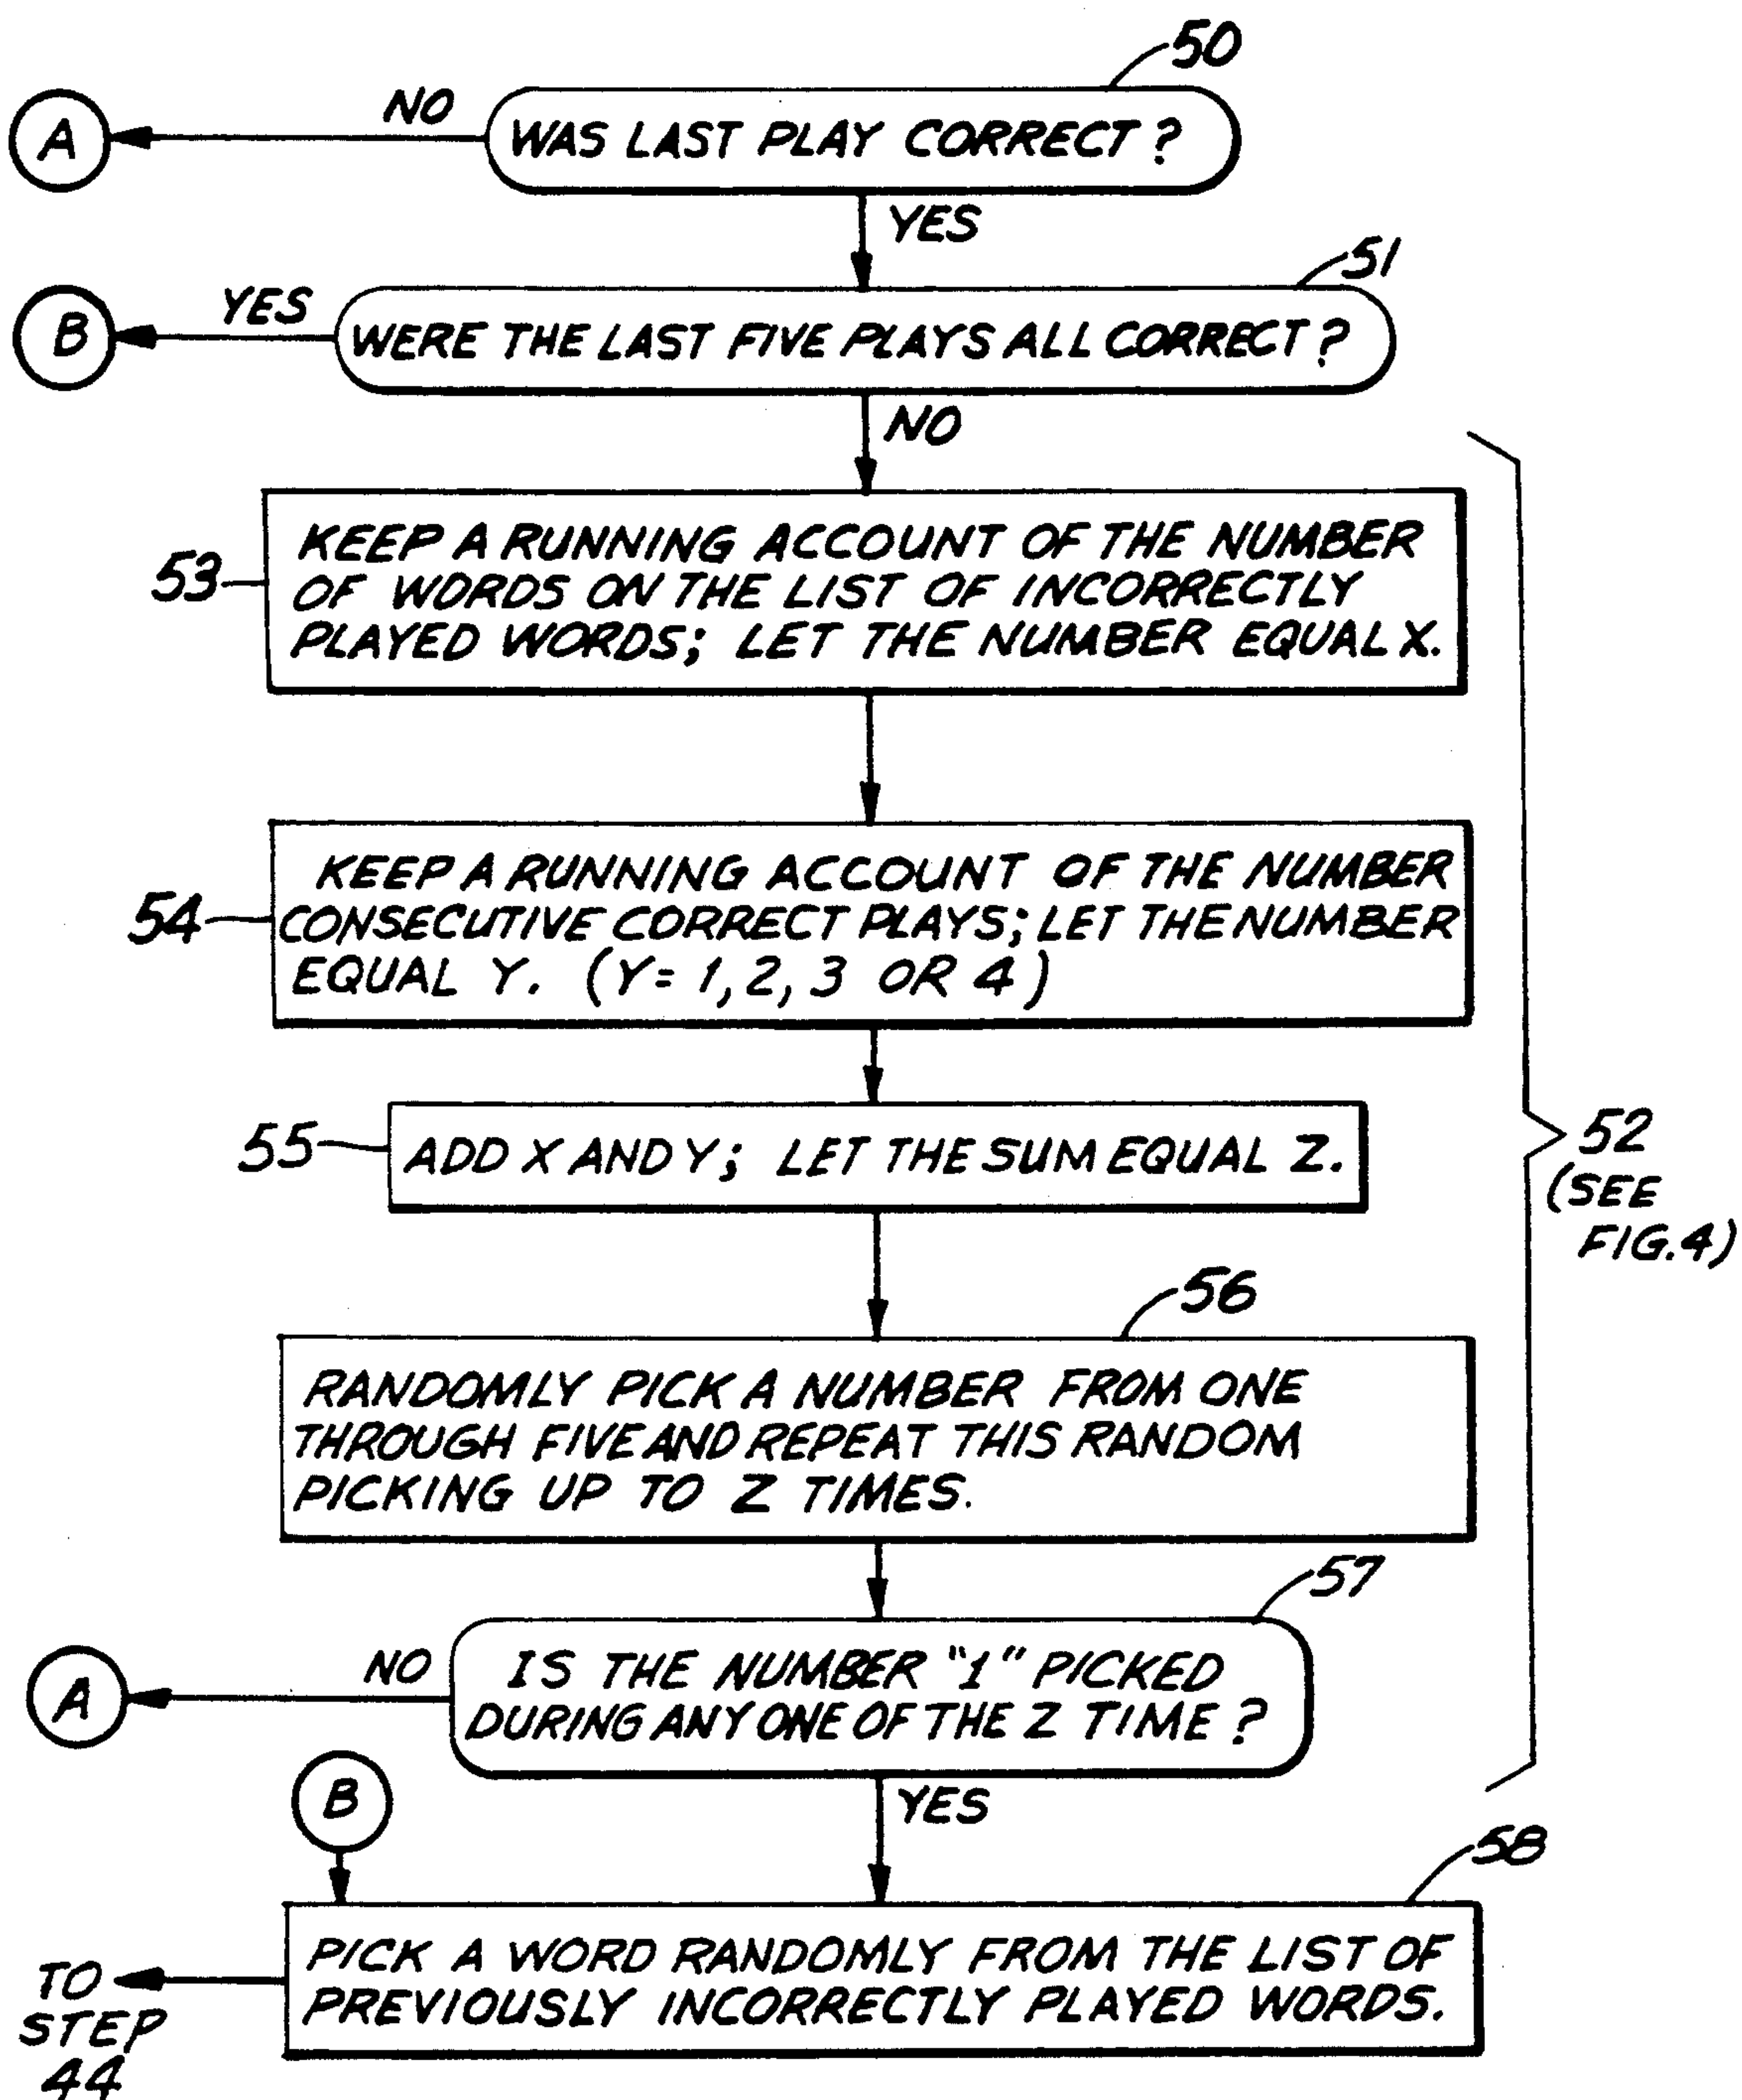 50
A
NO
WAS LAST PLAY CORRECT?
YES
51
B
YES
WERE THE LAST FIVE PLAYS ALL CORRECT?
NO
53
KEEP A RUNNING ACCOUNT OF THE NUMBER
OF WORDS ON THE LIST OF INCORRECTLY
PLAYED WORDS; LET THE NUMBER EQUAL X.
54
KEEP A RUNNING ACCOUNT OF THE NUMBER
CONSECUTIVE CORRECT PLAYS; LET THE NUMBER
EQUAL Y. (Y= 1, 2, 3 OR 4)
55
ADD X AND Y; LET THE SUM EQUAL Z.
52
(SEE
FIG.4)
56
RANDOMLY PICK A NUMBER FROM ONE
THROUGH FIVE AND REPEAT THIS RANDOM
PICKING UP TO Z TIMES.
57
A
NO
IS THE NUMBER "1" PICKED
DURING ANY ONE OF THE Z TIME?
B
YES
58
PICK A WORD RANDOMLY FROM THE LIST OF
PREVIOUSLY INCORRECTLY PLAYED WORDS.
TO
STEP
44